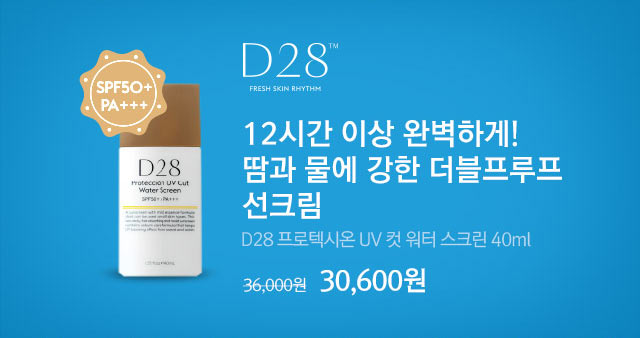 SPF50+
PA+++
D28™
FRESH SKIN RHYTHM
12시간 이상 완벽하게!
땀과 물에 강한 더블프루프
선크림
D28 프로텍시온 UV 컷 워터 스크린 40ml
36,000원 30,600원
D28
Protección UV Cut
Water Screen
SPF50+ PA+++